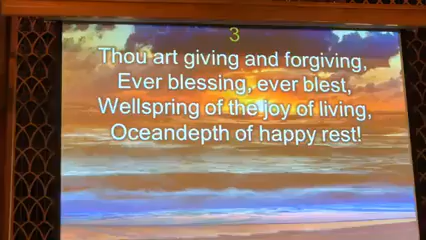 3
Thou art giving and forgiving,
Ever blessing, ever blest,
Wellspring of the joy of living,
Oceandepth of happy rest!